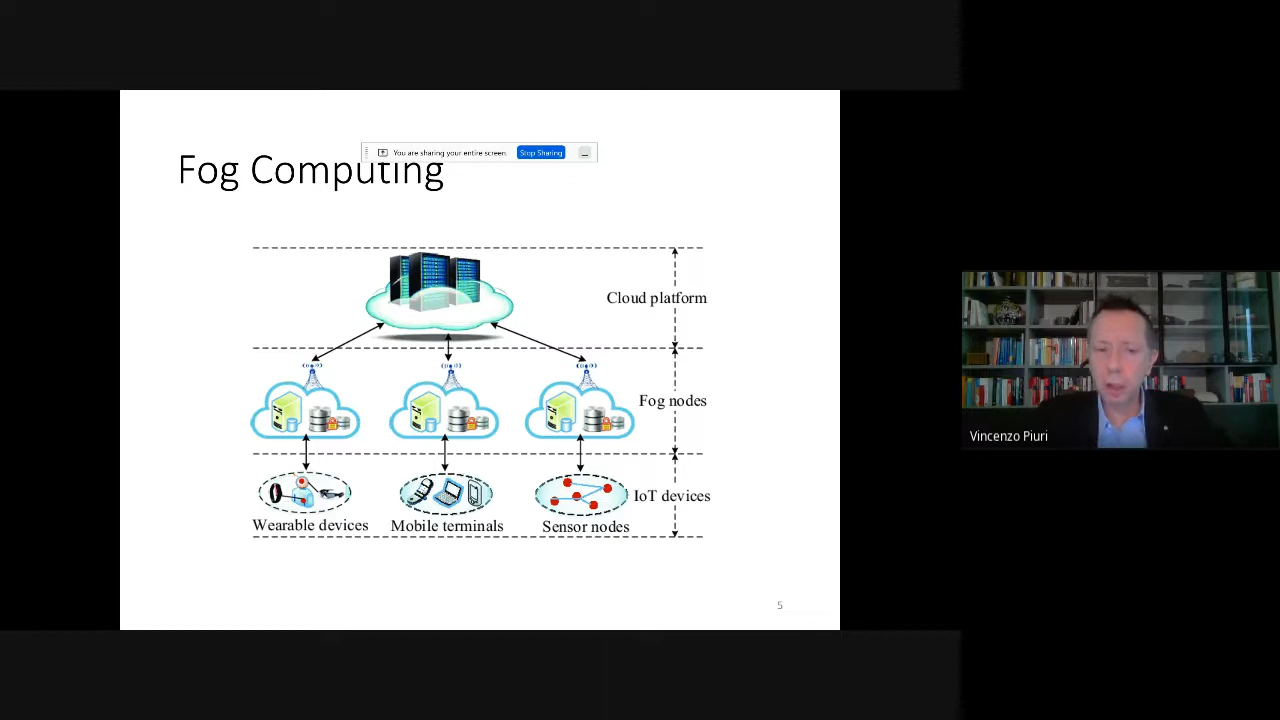 You are sharing your entire screen.
Stop Sharing
Fog Computing
Cloud platform
Fog nodes
IoT devices
Wearable devices
Mobile terminals
Sensor nodes
5
Vincenzo Piuri